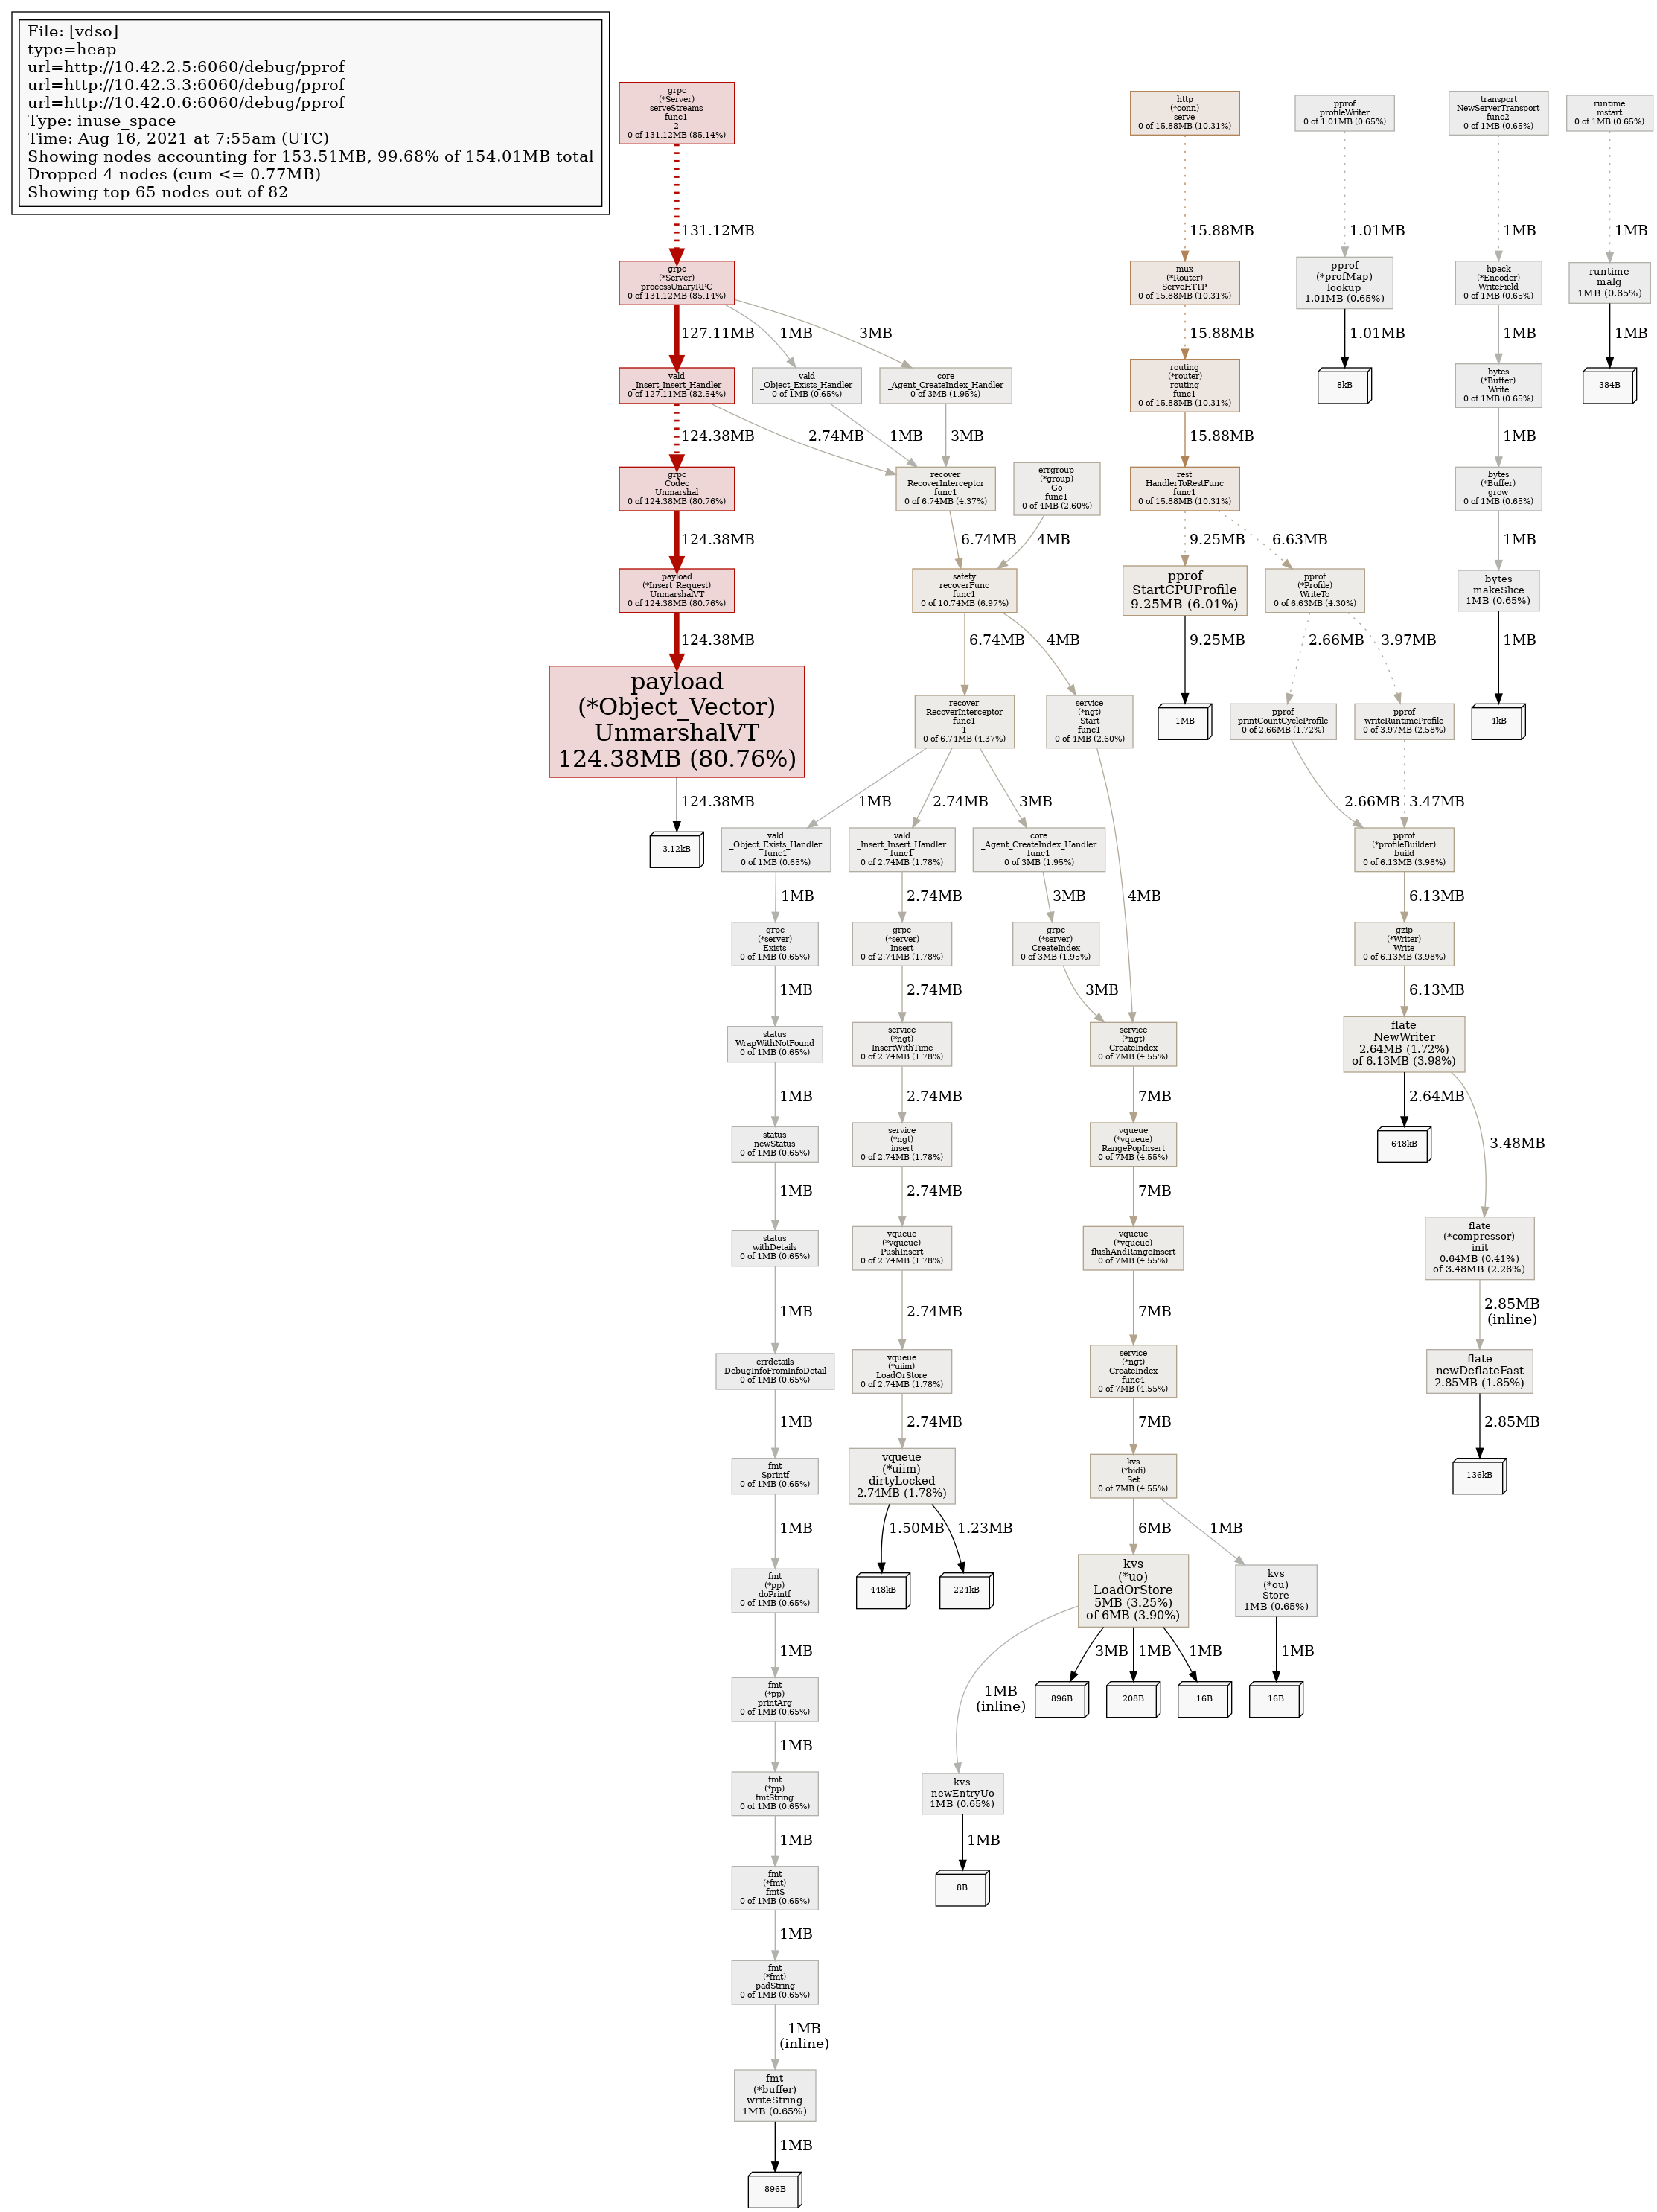 File: [vdso]
type=heap
url=http://10.42.2.5:6060/debug/pprof
url=http://10.42.3.3:6060/debug/pprof
url=http://10.42.0.6:6060/debug/pprof
Type: inuse_space
Time: Aug 16, 2021 at 7:55am (UTC)
Showing nodes accounting for 153.51MB, 99.68% of 154.01MB total
Dropped 4 nodes (cum <= 0.77MB)
Showing top 65 nodes out of 82
grpc
(*Server)
serveStreams
func1
2
0 of 131.12MB (85.14%)
http
(*conn)
serve
0 of 15.88MB (10.31%)
pprof
profileWriter
0 of 1.01MB (0.65%)
transport
NewServerTransport
func2
0 of 1MB (0.65%)
runtime
mstart
0 of 1MB (0.65%)
131.12MB
15.88MB
1.01MB
1MB
1MB
grpc
(*Server)
processUnaryRPC
0 of 131.12MB (85.14%)
mux
(*Router)
ServeHTTP
0 of 15.88MB (10.31%)
pprof
(*profMap)
lookup
1.01MB (0.65%)
hpack
(*Encoder)
WriteField
0 of 1MB (0.65%)
runtime
malg
1MB (0.65%)
127.11MB
1MB
3MB
15.88MB
1.01MB
1MB
1MB
vald
_Insert_Insert_Handler
0 of 127.11MB (82.54%)
vald
_Object_Exists_Handler
0 of 1MB (0.65%)
core
_Agent_CreateIndex_Handler
0 of 3MB (1.95%)
routing
(*router)
routing
func1
0 of 15.88MB (10.31%)
8kB
bytes
(*Buffer)
Write
0 of 1MB (0.65%)
384B
124.38MB
2.74MB
1MB
3MB
15.88MB
1MB
grpc
Codec
Unmarshal
0 of 124.38MB (80.76%)
recover
RecoverInterceptor
func1
0 of 6.74MB (4.37%)
errgroup
(*group)
Go
func1
0 of 4MB (2.60%)
rest
HandlerToRestFunc
func1
0 of 15.88MB (10.31%)
bytes
(*Buffer)
grow
0 of 1MB (0.65%)
124.38MB
6.74MB
4MB
9.25MB
6.63MB
1MB
payload
(*Insert_Request)
UnmarshalVT
0 of 124.38MB (80.76%)
safety
recoverFunc
func1
0 of 10.74MB (6.97%)
pprof
StartCPUProfile
9.25MB (6.01%)
pprof
(*Profile)
WriteTo
0 of 6.63MB (4.30%)
bytes
makeSlice
1MB (0.65%)
124.38MB
6.74MB
4MB
9.25MB
2.66MB
3.97MB
1MB
payload
(*Object_Vector)
UnmarshalVT
124.38MB (80.76%)
recover
RecoverInterceptor
func1
1
0 of 6.74MB (4.37%)
service
(*ngt)
Start
func1
0 of 4MB (2.60%)
1MB
pprof
printCountCycleProfile
0 of 2.66MB (1.72%)
pprof
writeRuntimeProfile
0 of 3.97MB (2.58%)
4kB
124.38MB
1MB
2.74MB
3MB
2.66MB
3.47MB
3.12kB
vald
_Object_Exists_Handler
func1
0 of 1MB (0.65%)
vald
_Insert_Insert_Handler
func1
0 of 2.74MB (1.78%)
core
_Agent_CreateIndex_Handler
func1
0 of 3MB (1.95%)
pprof
(*profileBuilder)
build
0 of 6.13MB (3.98%)
1MB
2.74MB
3MB
4MB
6.13MB
grpc
(*server)
Exists
0 of 1MB (0.65%)
grpc
(*server)
Insert
0 of 2.74MB (1.78%)
grpc
(*server)
CreateIndex
0 of 3MB (1.95%)
gzip
(*Writer)
Write
0 of 6.13MB (3.98%)
1MB
2.74MB
3MB
6.13MB
status
WrapWithNotFound
0 of 1MB (0.65%)
service
(*ngt)
InsertWithTime
0 of 2.74MB (1.78%)
service
(*ngt)
CreateIndex
0 of 7MB (4.55%)
flate
NewWriter
2.64MB (1.72%)
of 6.13MB (3.98%)
1MB
2.74MB
7MB
2.64MB
3.48MB
status
newStatus
0 of 1MB (0.65%)
service
(*ngt)
insert
0 of 2.74MB (1.78%)
vqueue
(*vqueue)
RangePopInsert
0 of 7MB (4.55%)
648kB
1MB
2.74MB
7MB
status
withDetails
0 of 1MB (0.65%)
vqueue
(*vqueue)
PushInsert
0 of 2.74MB (1.78%)
vqueue
(*vqueue)
flushAndRangeInsert
0 of 7MB (4.55%)
flate
(*compressor)
init
0.64MB (0.41%)
of 3.48MB (2.26%)
1MB
2.74MB
7MB
2.85MB
(inline)
errdetails
DebugInfoFromInfoDetail
0 of 1MB (0.65%)
vqueue
(*uiim)
LoadOrStore
0 of 2.74MB (1.78%)
service
(*ngt)
CreateIndex
func4
0 of 7MB (4.55%)
flate
newDeflateFast
2.85MB (1.85%)
1MB
2.74MB
7MB
2.85MB
fmt
Sprintf
0 of 1MB (0.65%)
vqueue
(*uiim)
dirtyLocked
2.74MB (1.78%)
kvs
(*bidi)
Set
0 of 7MB (4.55%)
136kB
1MB
1.50MB
1.23MB
6MB
1MB
fmt
(*pp)
doPrintf
0 of 1MB (0.65%)
448kB
224kB
kvs
(*uo)
LoadOrStore
5MB (3.25%)
of 6MB (3.90%)
kvs
(*ou)
Store
1MB (0.65%)
1MB
3MB
1MB
1MB
1MB
fmt
(*pp)
printArg
0 of 1MB (0.65%)
1MB
(inline)
896B
208B
16B
16B
1MB
fmt
(*pp)
fmtString
0 of 1MB (0.65%)
kvs
newEntryUo
1MB (0.65%)
1MB
1MB
fmt
(*fmt)
fmtS
0 of 1MB (0.65%)
8B
1MB
fmt
(*fmt)
padString
0 of 1MB (0.65%)
1MB
(inline)
fmt
(*buffer)
writeString
1MB (0.65%)
1MB
896B